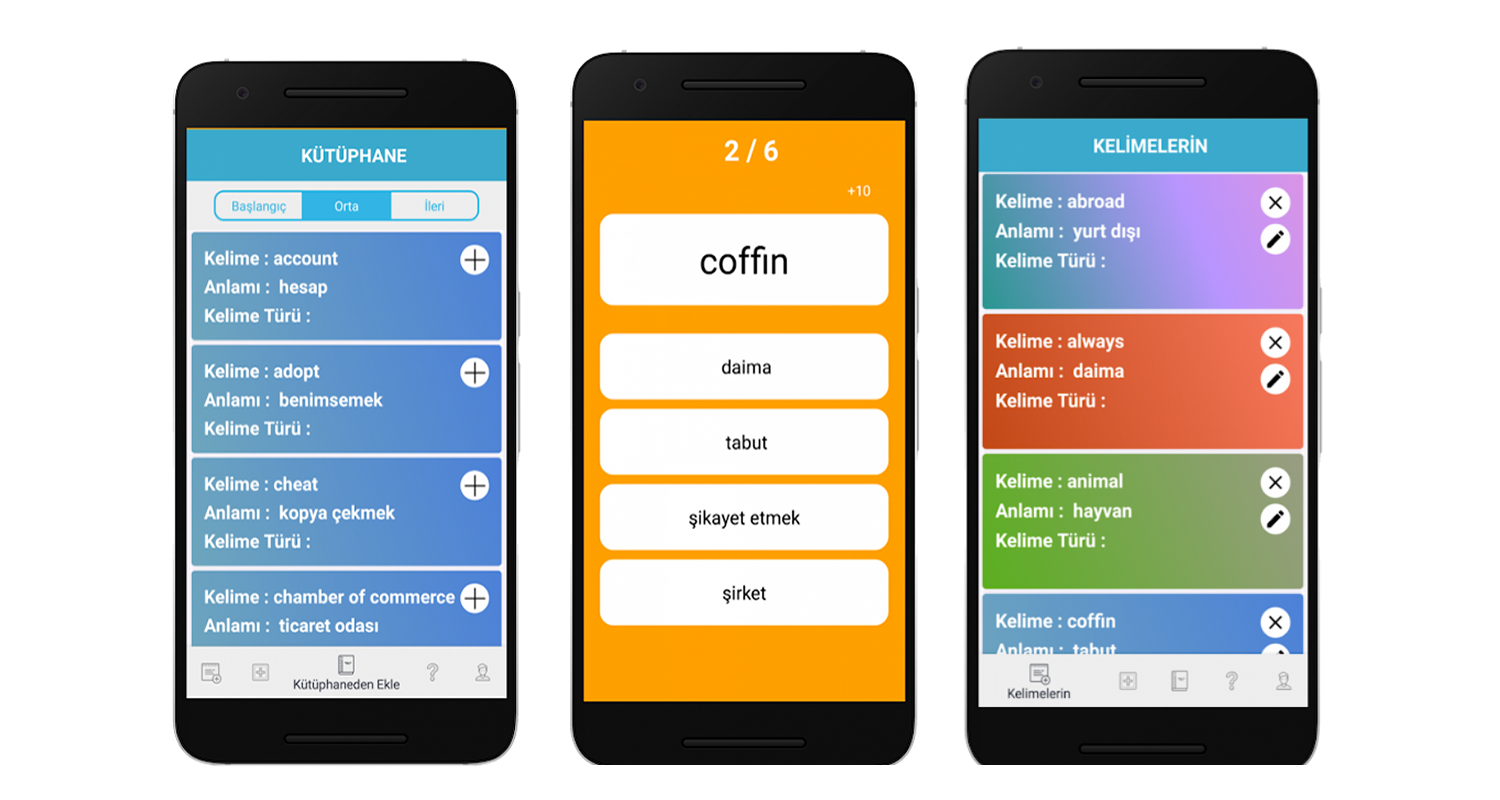 KÜTÜPHANE
Başlangıç Orta İleri
Kelime : account
Anlamı : hesap
Kelime Türü :
Kelime : adopt
Anlamı : benimsemek
Kelime Türü :
Kelime : cheat
Anlamı : kopya çekmek
Kelime Türü :
Kelime : chamber of commerce
Anlamı : ticaret odası
Kütüphaneden Ekle
2 / 6
+10
coffin
daima
tabut
şikayet etmek
şirket
KELİMELERİN
Kelime : abroad
Anlamı : yurt dışı
Kelime Türü :
Kelime : always
Anlamı : daima
Kelime Türü :
Kelime : animal
Anlamı : hayvan
Kelime Türü :
Kelime : coffin
Anlamı : tabut
Kelimelerin